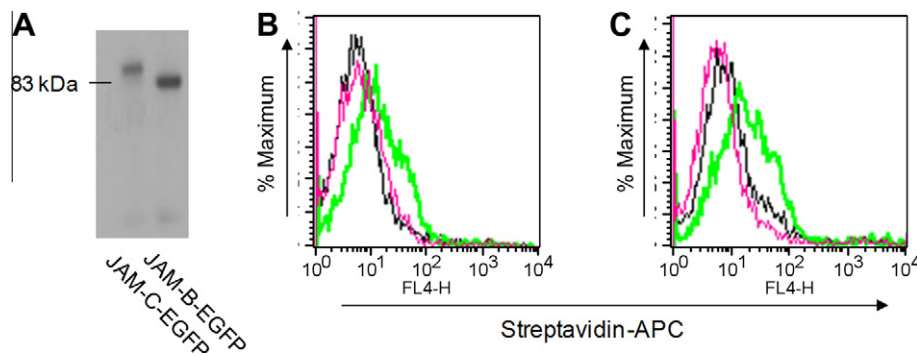 A
83 kDa
JAM-C-EGFP
JAM-B-EGFP
B
% Maximum
10^0 10^1 10^2 10^3 10^4
FL4-H
C
% Maximum
10^0 10^1 10^2 10^3 10^4
FL4-H
Streptavidin-APC